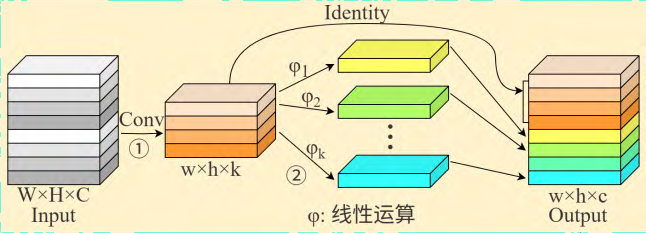 Identity
φ1
Conv
φ2
①
φk
②
w×h×k
W×H×C
Input
φ: 线性运算
w×h×c
Output